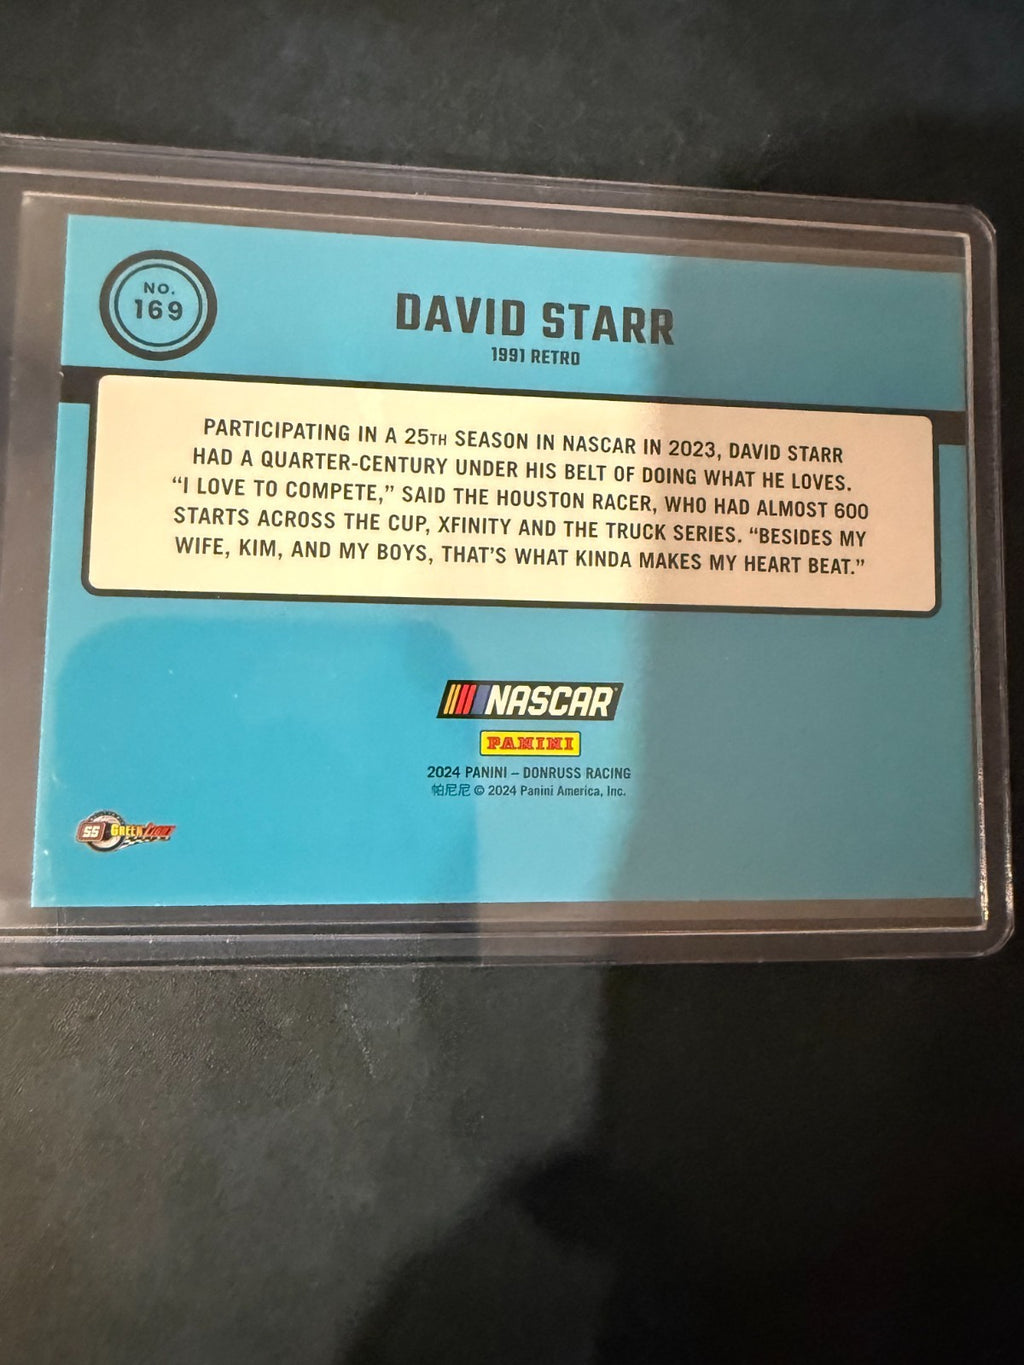 NO.
169
DAVID STARR
1991 RETRO
PARTICIPATING IN A 25TH SEASON IN NASCAR IN 2023, DAVID STARR
HAD A QUARTER-CENTURY UNDER HIS BELT OF DOING WHAT HE LOVES.
“I LOVE TO COMPETE,” SAID THE HOUSTON RACER, WHO HAD ALMOST 600
STARTS ACROSS THE CUP, XFINITY AND THE TRUCK SERIES. “BESIDES MY
WIFE, KIM, AND MY BOYS, THAT’S WHAT KINDA MAKES MY HEART BEAT.”
NASCAR
PANINI
2024 PANINI – DONRUSS RACING
帕尼尼 © 2024 Panini America, Inc.
SS GREEN